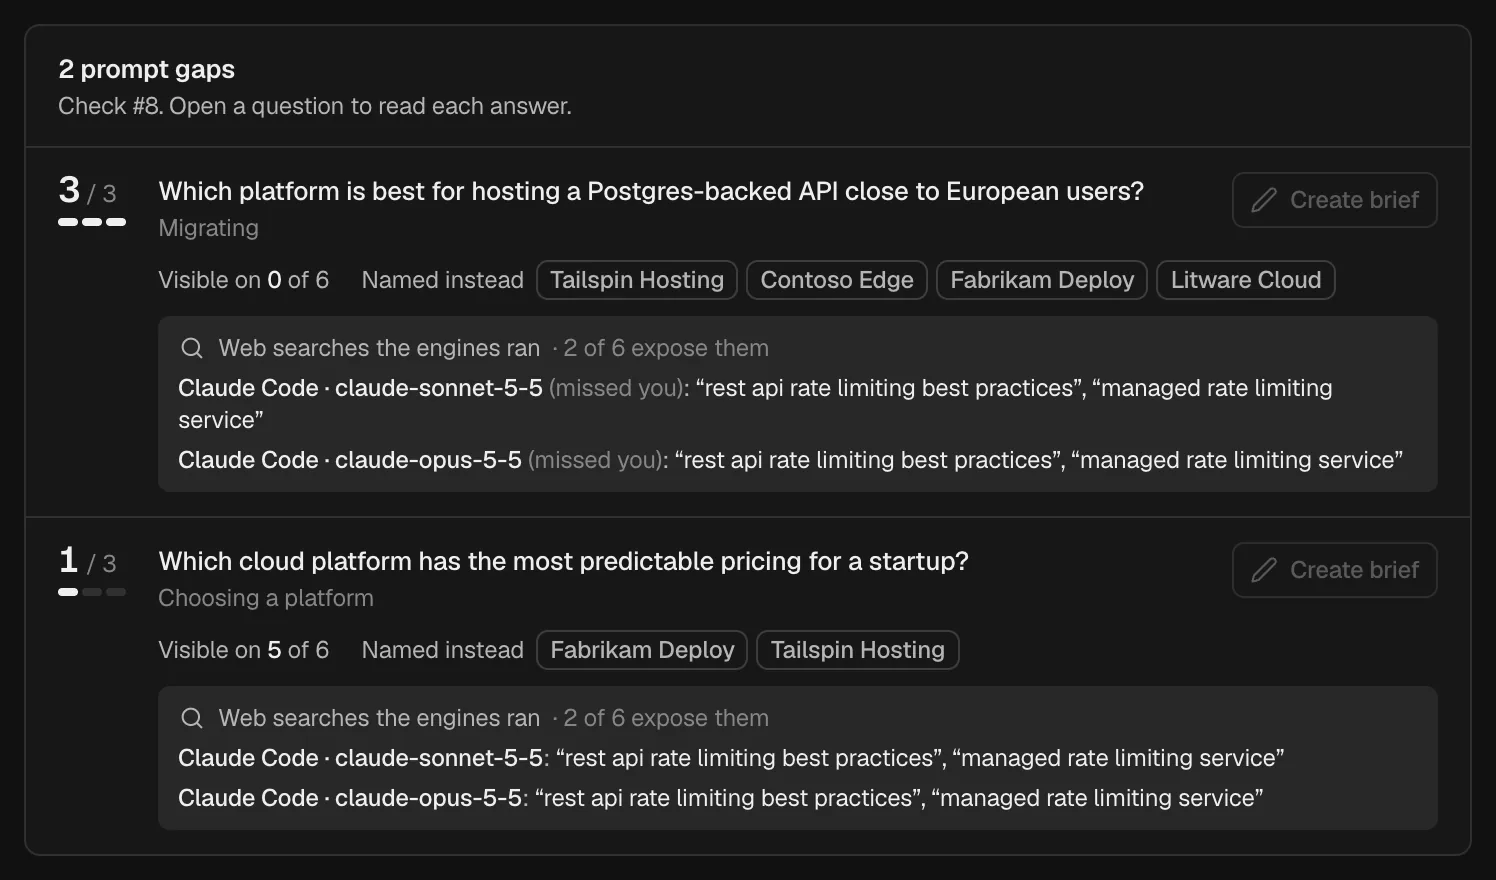 2 prompt gaps
Check #8. Open a question to read each answer.
3 / 3
Which platform is best for hosting a Postgres-backed API close to European users?
Create brief
Migrating
Visible on 0 of 6 Named instead Tailspin Hosting Contoso Edge Fabrikam Deploy Litware Cloud
Web searches the engines ran · 2 of 6 expose them
Claude Code · claude-sonnet-5-5 (missed you): “rest api rate limiting best practices”, “managed rate limiting
service”
Claude Code · claude-opus-5-5 (missed you): “rest api rate limiting best practices”, “managed rate limiting service”
1 / 3
Which cloud platform has the most predictable pricing for a startup?
Create brief
Choosing a platform
Visible on 5 of 6 Named instead Fabrikam Deploy Tailspin Hosting
Web searches the engines ran · 2 of 6 expose them
Claude Code · claude-sonnet-5-5: “rest api rate limiting best practices”, “managed rate limiting service”
Claude Code · claude-opus-5-5: “rest api rate limiting best practices”, “managed rate limiting service”